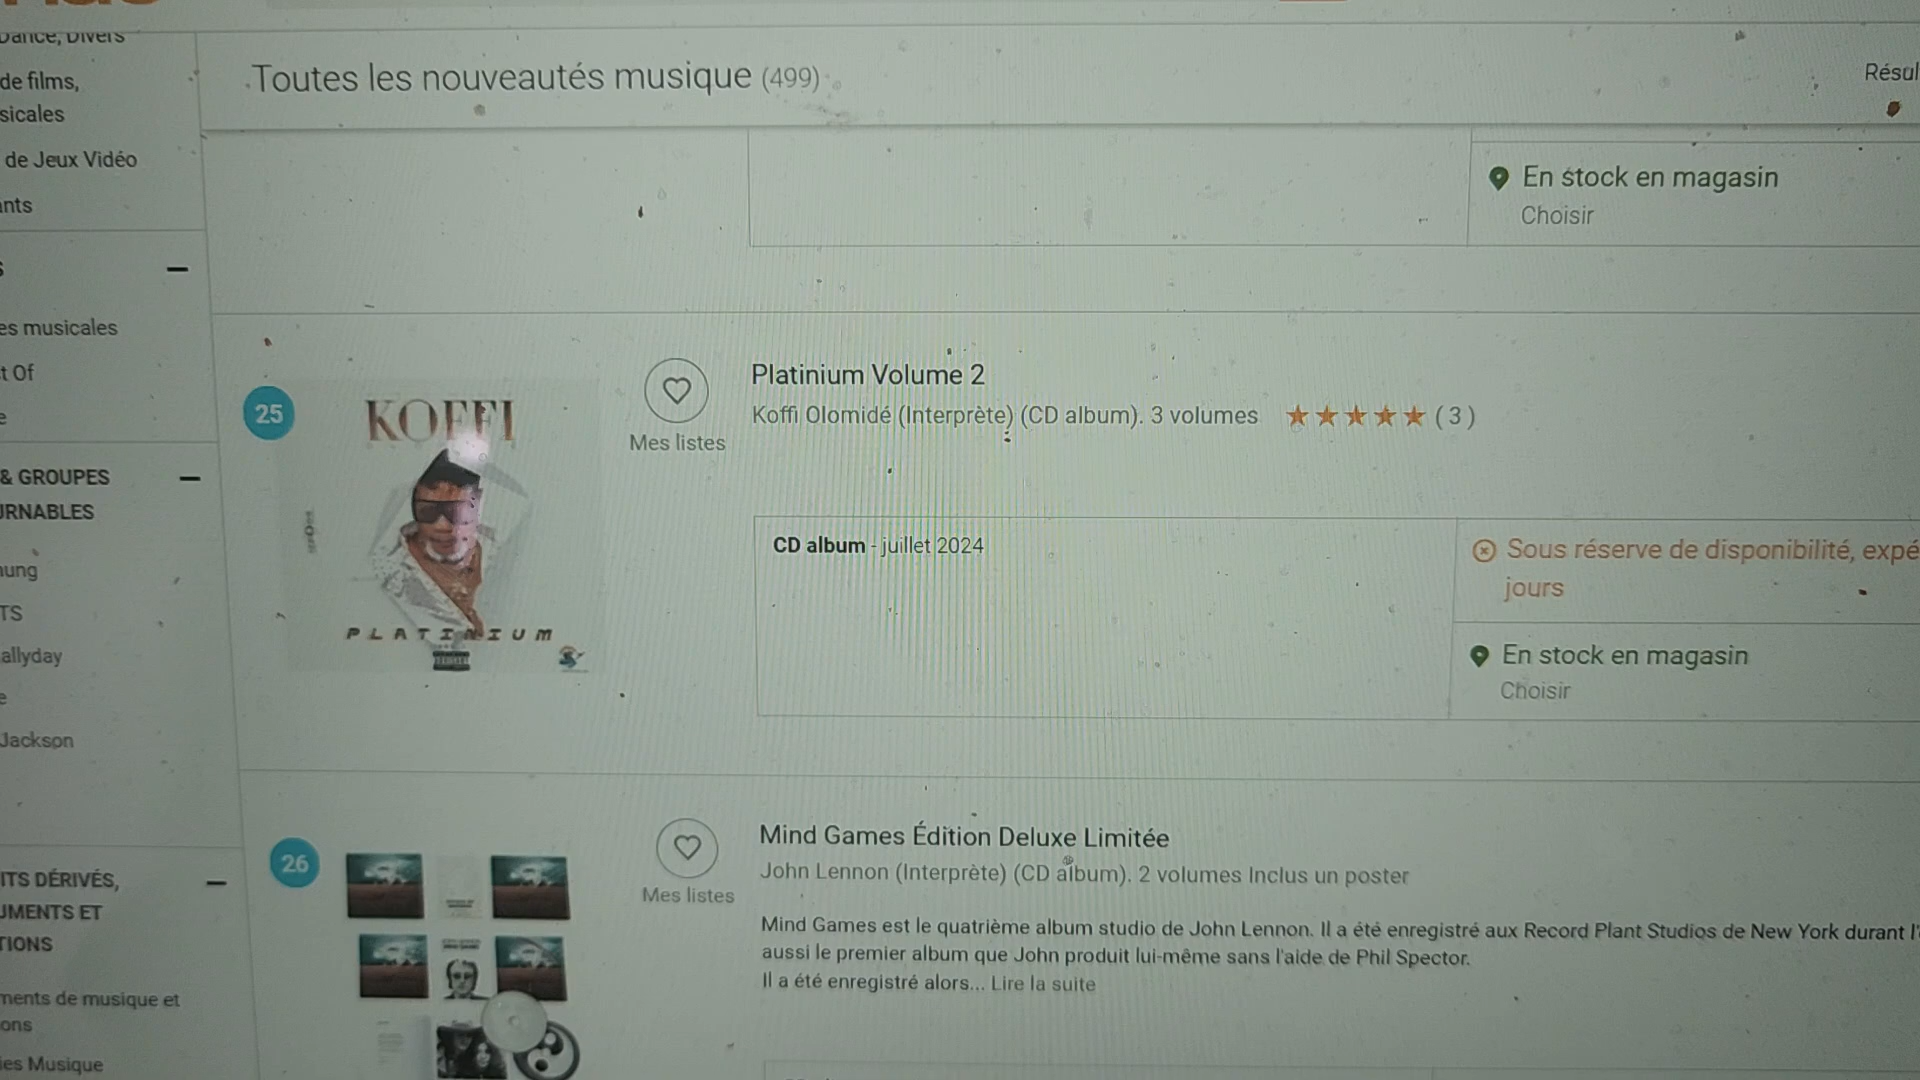 Dance, Divers
de films,
sicales
de Jeux Vidéo
nts
es musicales
t Of
e
& GROUPES
RNABLES
ung
TS
allyday
e
Jackson
ITS DÉRIVÉS,
UMENTS ET
TIONS
ments de musique et
ons
ies Musique
Toutes les nouveautés musique (499)
Résul
En stock en magasin
Choisir
25
KOFFI
PLATINIUM
Mes listes
Platinium Volume 2
Koffi Olomidé (Interprète) (CD album). 3 volumes (3)
CD album - juillet 2024
Sous réserve de disponibilité, expé
jours
En stock en magasin
Choisir
26
Mes listes
Mind Games Édition Deluxe Limitée
John Lennon (Interprète) (CD album). 2 volumes Inclus un poster
Mind Games est le quatrième album studio de John Lennon. Il a été enregistré aux Record Plant Studios de New York durant l'
aussi le premier album que John produit lui-même sans l'aide de Phil Spector.
Il a été enregistré alors... Lire la suite